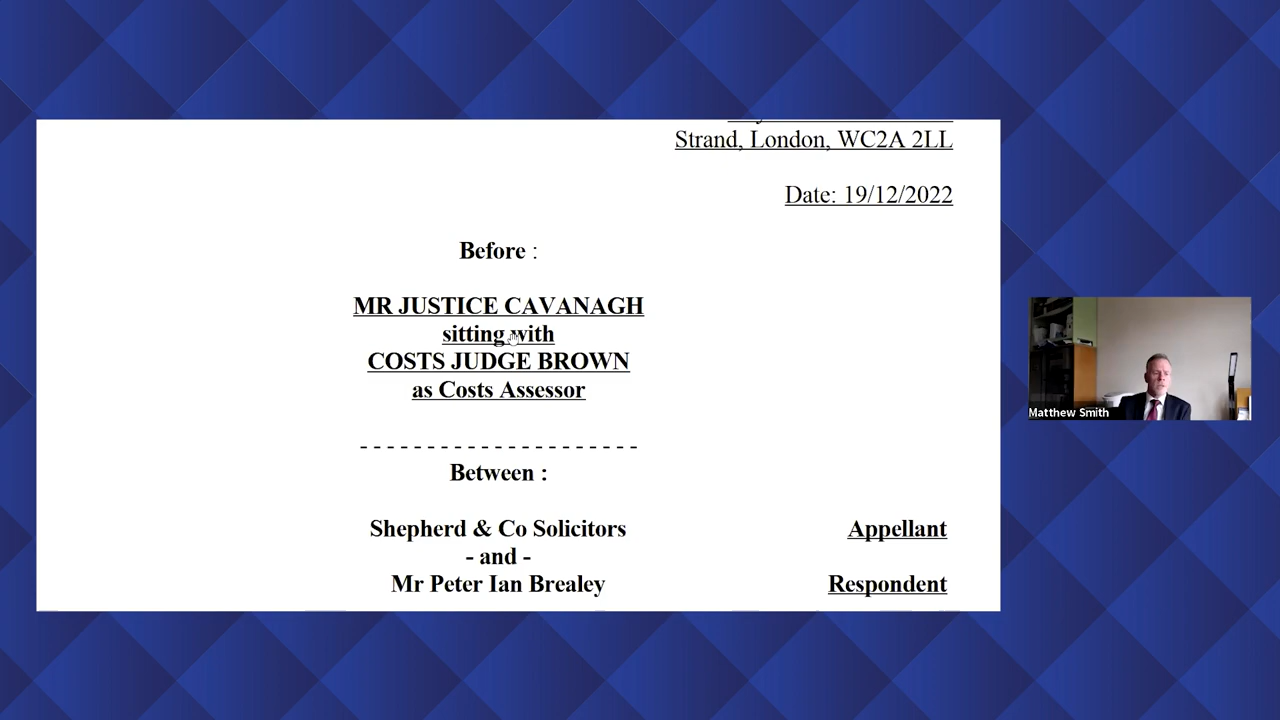 Strand, London, WC2A 2LL
Date: 19/12/2022
Before :
MR JUSTICE CAVANAGH
sitting with
COSTS JUDGE BROWN
as Costs Assessor
- - - - - - - - - - - - - - - - - - - - -
Between :
Shepherd & Co Solicitors Appellant
- and -
Mr Peter Ian Brealey Respondent
Matthew Smith